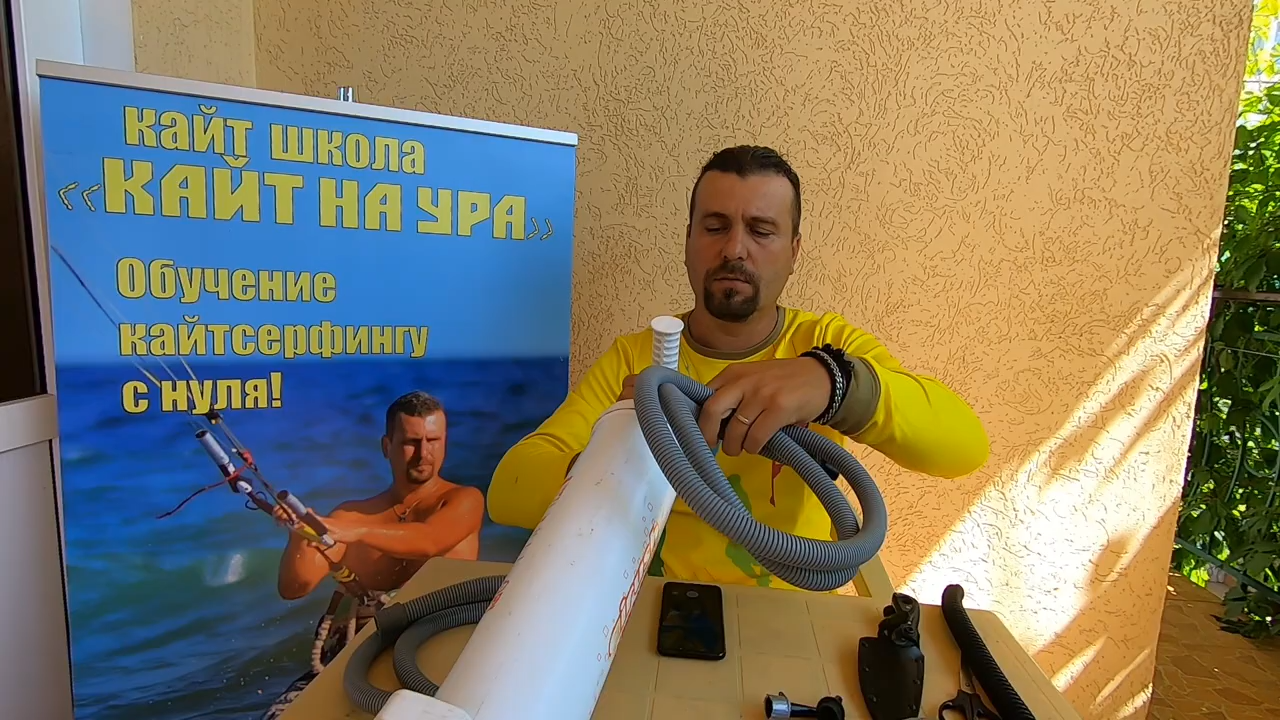 кайт школа
«КАЙТ НА УРА»
Обучение
кайтсерфингу
с нуля!